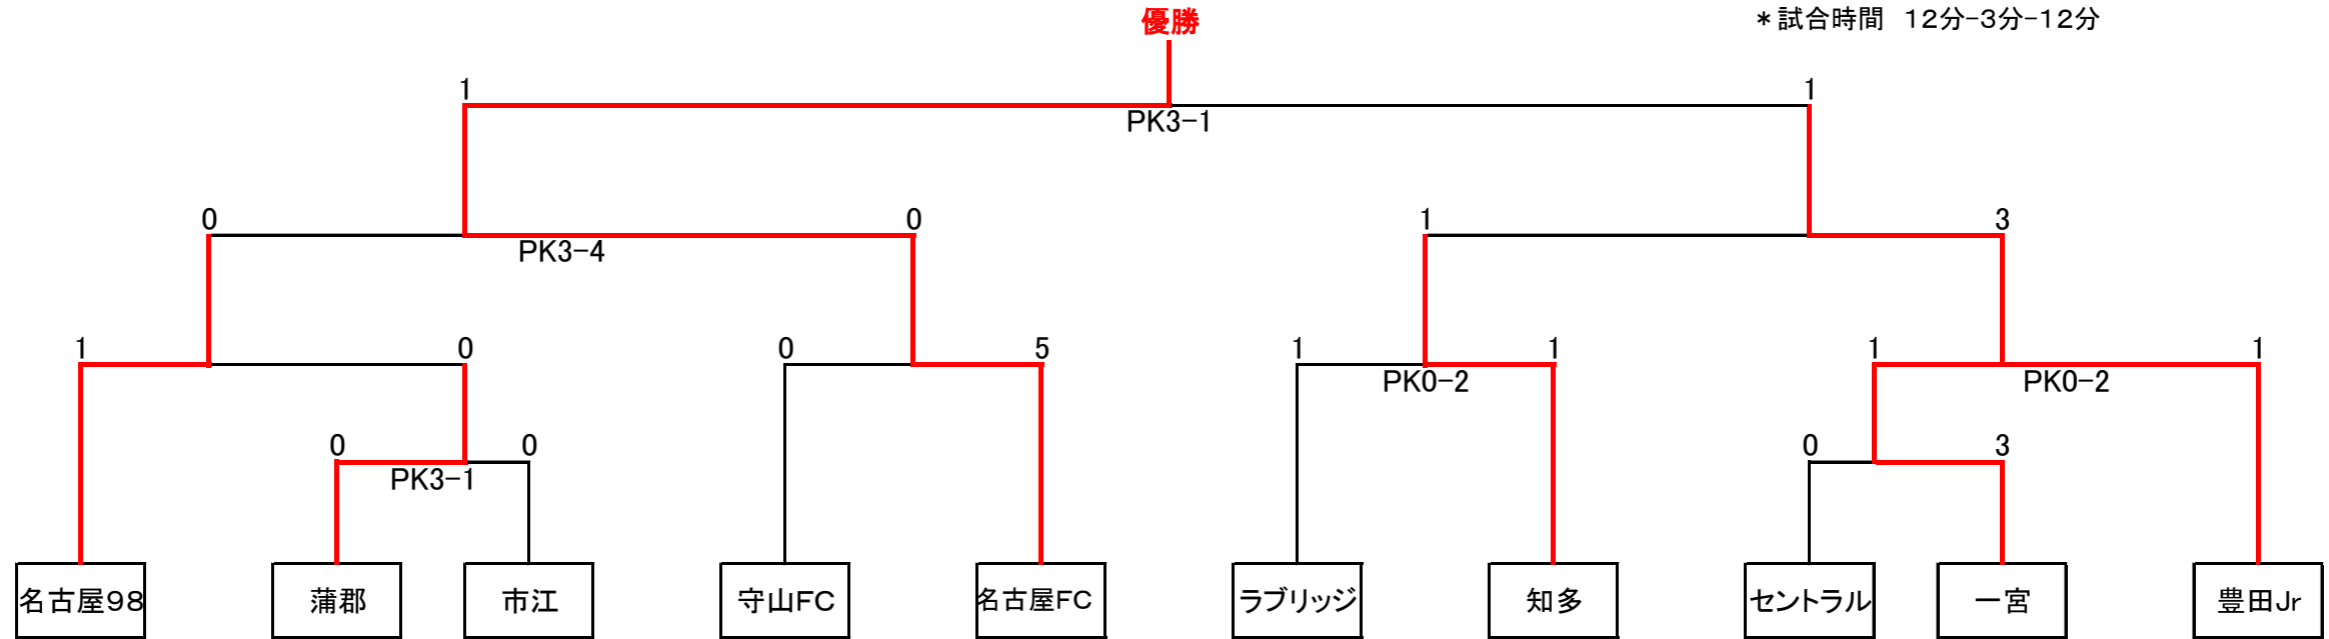 優勝
*試合時間 12分-3分-12分
1 1
PK3-1
0 0 1 3
PK3-4
1 0 0 5 1 1 1 1
PK0-2 PK0-2
0 0 0 3
PK3-1
名古屋98 蒲郡 市江 守山FC 名古屋FC ラブリッジ 知多 セントラル 一宮 豊田Jr